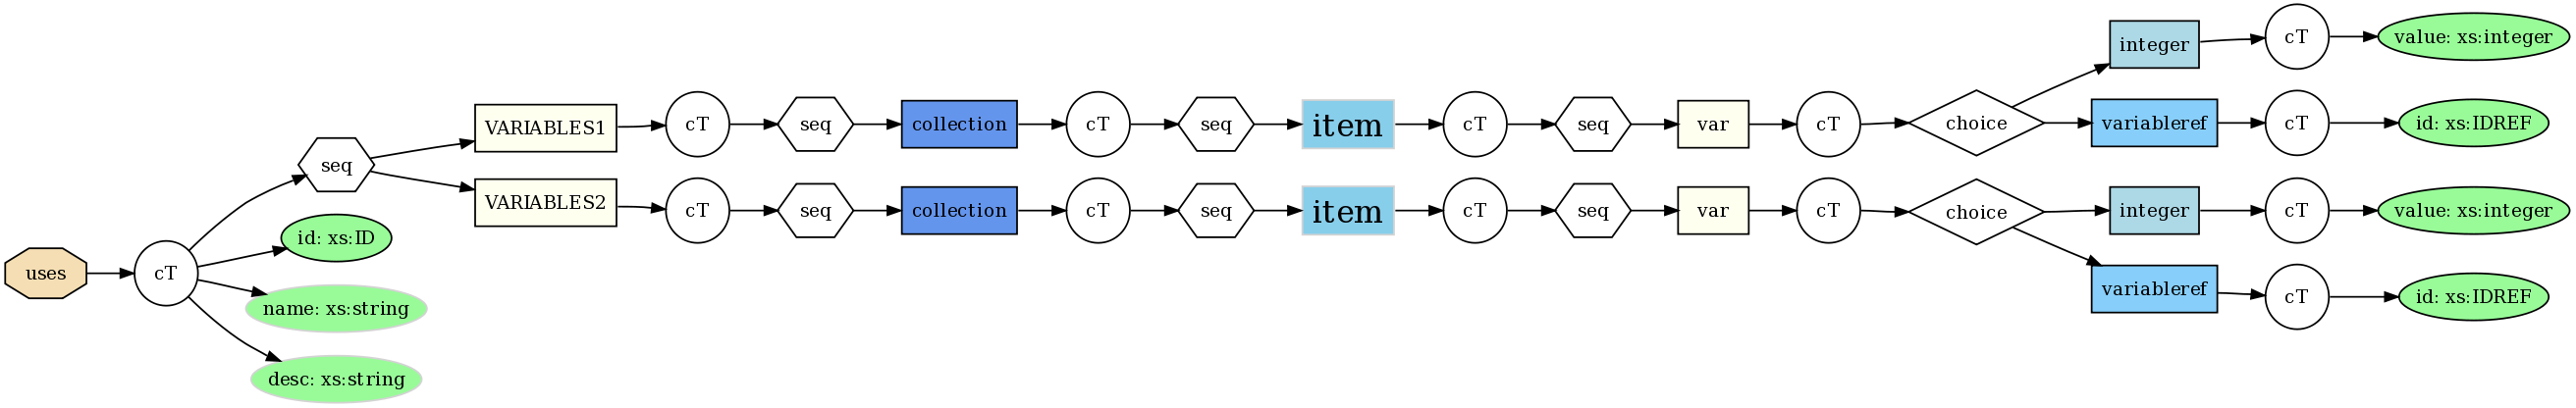 uses
cT
seq
id: xs:ID
name: xs:string
desc: xs:string
VARIABLES1
cT
seq
collection
cT
seq
item
cT
seq
var
cT
choice
integer
cT
value: xs:integer
variableref
cT
id: xs:IDREF
VARIABLES2
cT
seq
collection
cT
seq
item
cT
seq
var
cT
choice
integer
cT
value: xs:integer
variableref
cT
id: xs:IDREF